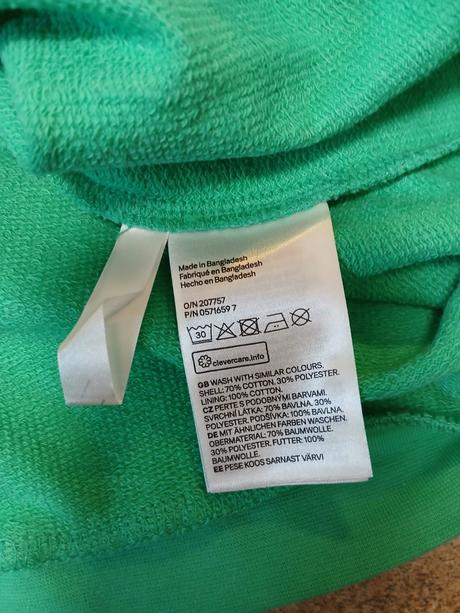 Made in Bangladesh
Fabriqué en Bangladesh
Hecho en Bangladesh
O/N 207757
P/N 0571659 7
30
clevercare.info
GB WASH WITH SIMILAR COLOURS.
SHELL: 70% COTTON. 30% POLYESTER.
LINING: 100% COTTON.
CZ PERTE S PODOBNÝMI BARVAMI.
SVRCHNÍ LÁTKA: 70% BAVLNA. 30%
POLYESTER. PODŠÍVKA: 100% BAVLNA.
DE MIT ÄHNLICHEN FARBEN WASCHEN.
OBERMATERIAL: 70% BAUMWOLLE.
30% POLYESTER. FUTTER: 100%
BAUMWOLLE.
EE PESE KOOS SARNAST VÄRVI